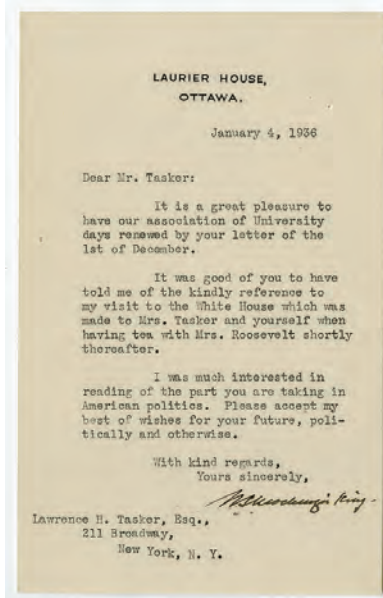 LAURIER HOUSE,
OTTAWA.
January 4, 1936
Dear Mr. Tasker:
It is a great pleasure to
have our association of University
days renewed by your letter of the
1st of December.
It was good of you to have
told me of the kindly reference to
my visit to the White House which was
made to Mrs. Tasker and yourself when
having tea with Mrs. Roosevelt shortly
thereafter.
I was much interested in
reading of the part you are taking in
American politics. Please accept my
best of wishes for your future, poli-
tically and otherwise.
With kind regards,
Yours sincerely,
W L Mackenzie King.
Lawrence H. Tasker, Esq.,
211 Broadway,
New York, N. Y.